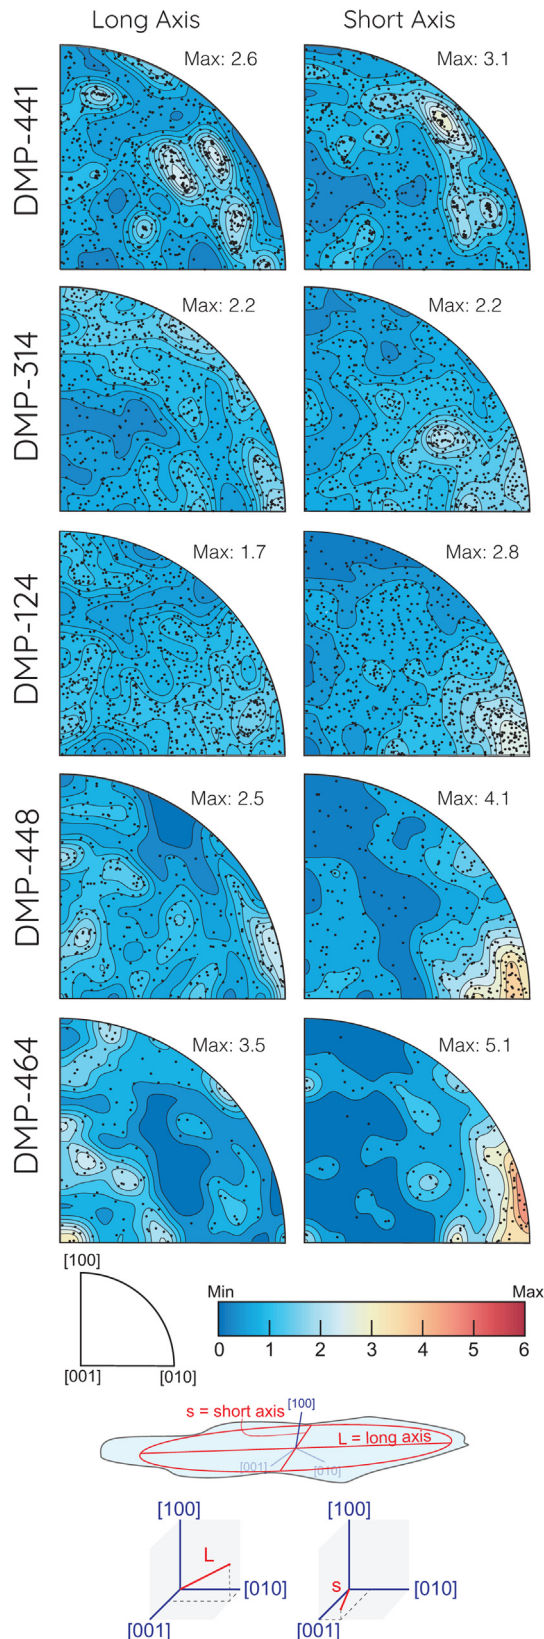 Long Axis
Short Axis
DMP-441
Max: 2.6
Max: 3.1
DMP-314
Max: 2.2
Max: 2.2
DMP-124
Max: 1.7
Max: 2.8
DMP-448
Max: 2.5
Max: 4.1
DMP-464
Max: 3.5
Max: 5.1
[100]
[001]
[010]
Min
Max
0 1 2 3 4 5 6
s = short axis
[100]
L = long axis
[001]
[010]
[100]
L
[010]
[001]
[100]
s
[010]
[001]